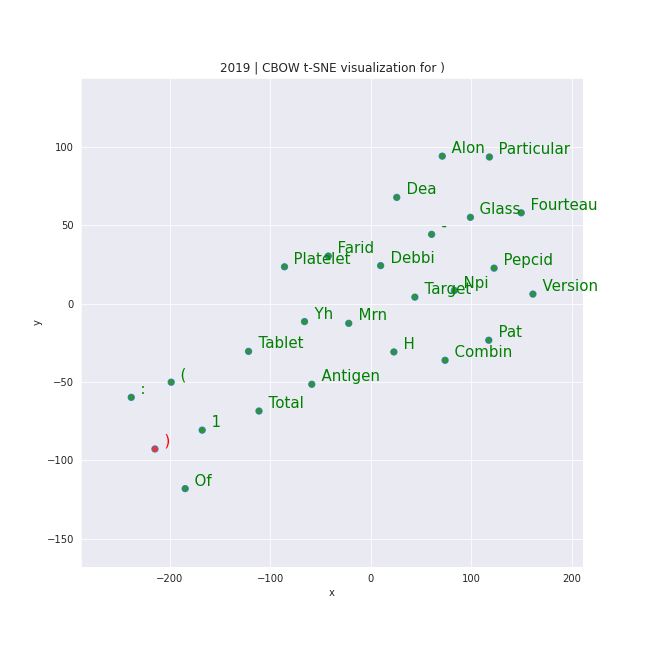 2019 | CBOW t-SNE visualization for )
100
50
0
−50
−100
−150
y
Alon
Particular
Dea
Glass
Fourteau
-
Farid
Platelet
Debbi
Pepcid
Npi
Target
Version
Yh
Mrn
Pat
Tablet
H
Combin
(
Antigen
:
Total
1
)
Of
−200
−100
0
100
200
x